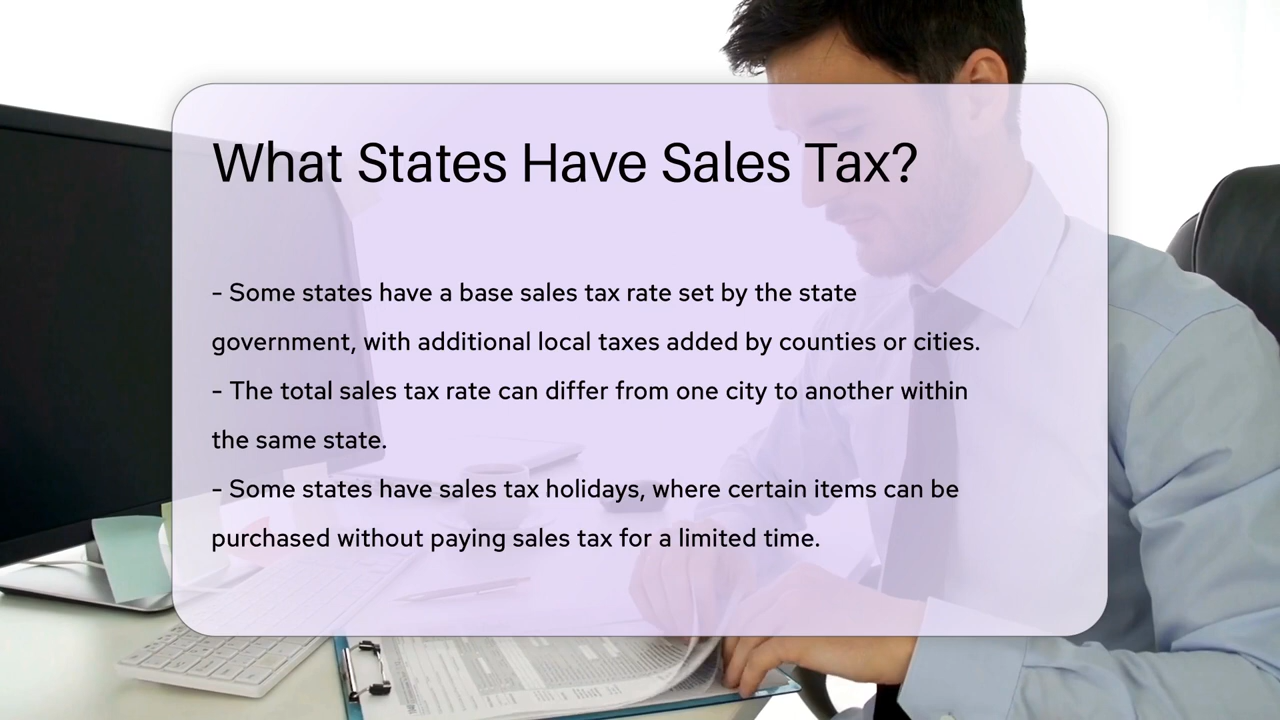 What States Have Sales Tax?
- Some states have a base sales tax rate set by the state
government, with additional local taxes added by counties or cities.
- The total sales tax rate can differ from one city to another within
the same state.
- Some states have sales tax holidays, where certain items can be
purchased without paying sales tax for a limited time.